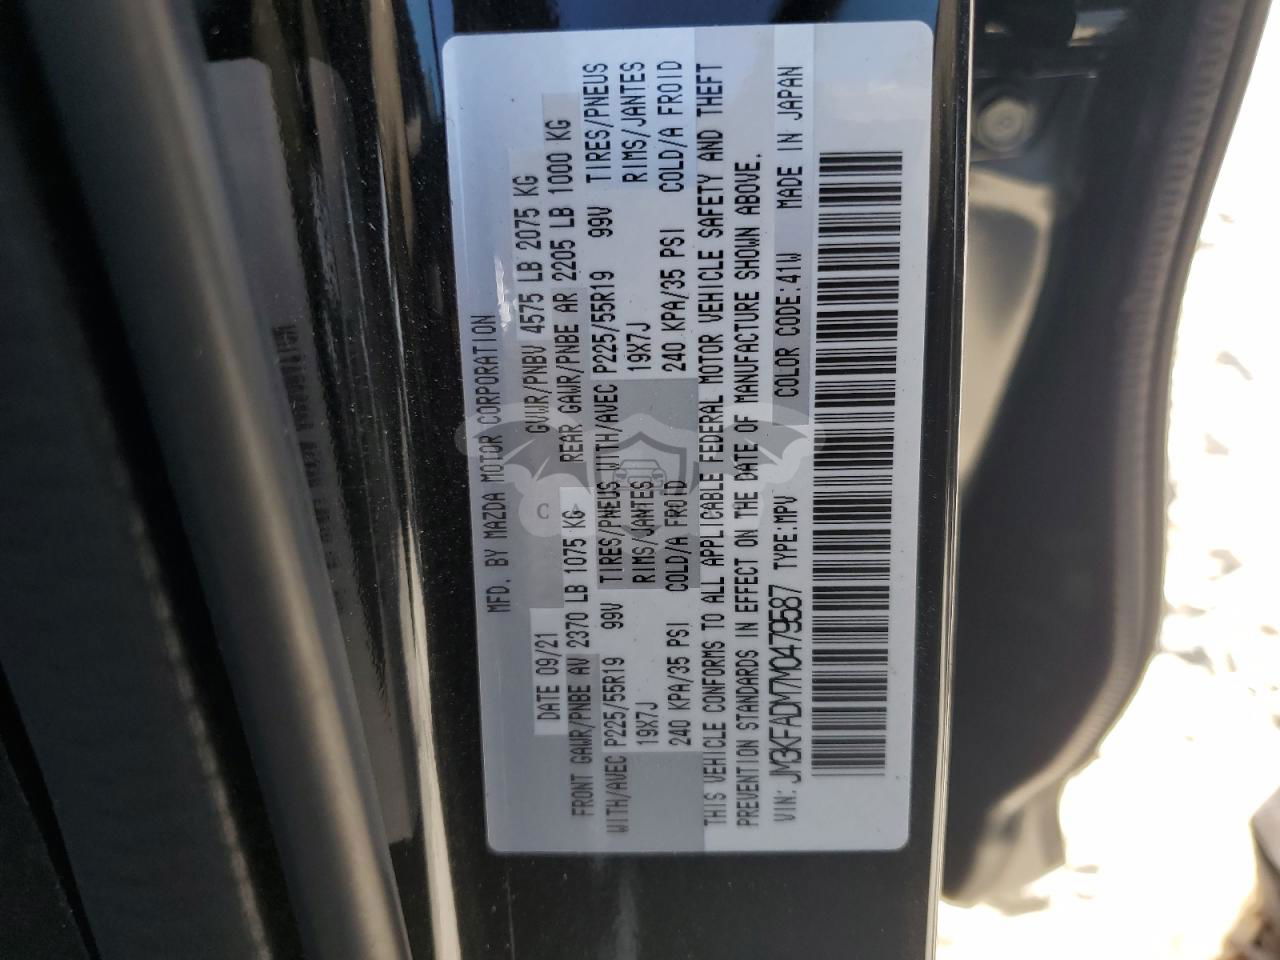 MFD. BY MAZDA MOTOR CORPORATION
DATE 09/21 GVWR/PNBV 4575 LB 2075 KG
FRONT GAWR/PNBE AV 2370 LB 1075 KG REAR GAWR/PNBE AR 2205 LB 1000 KG
WITH/AVEC P225/55R19 99V TIRES/PNEUS WITH/AVEC P225/55R19 99V TIRES/PNEUS
19X7J RIMS/JANTES 19X7J RIMS/JANTES
240 KPA/35 PSI COLD/A FROID 240 KPA/35 PSI COLD/A FROID
THIS VEHICLE CONFORMS TO ALL APPLICABLE FEDERAL MOTOR VEHICLE SAFETY AND THEFT
PREVENTION STANDARDS IN EFFECT ON THE DATE OF MANUFACTURE SHOWN ABOVE.
VIN: JM3KFADM7M0479587 TYPE:MPV COLOR CODE:41W MADE IN JAPAN